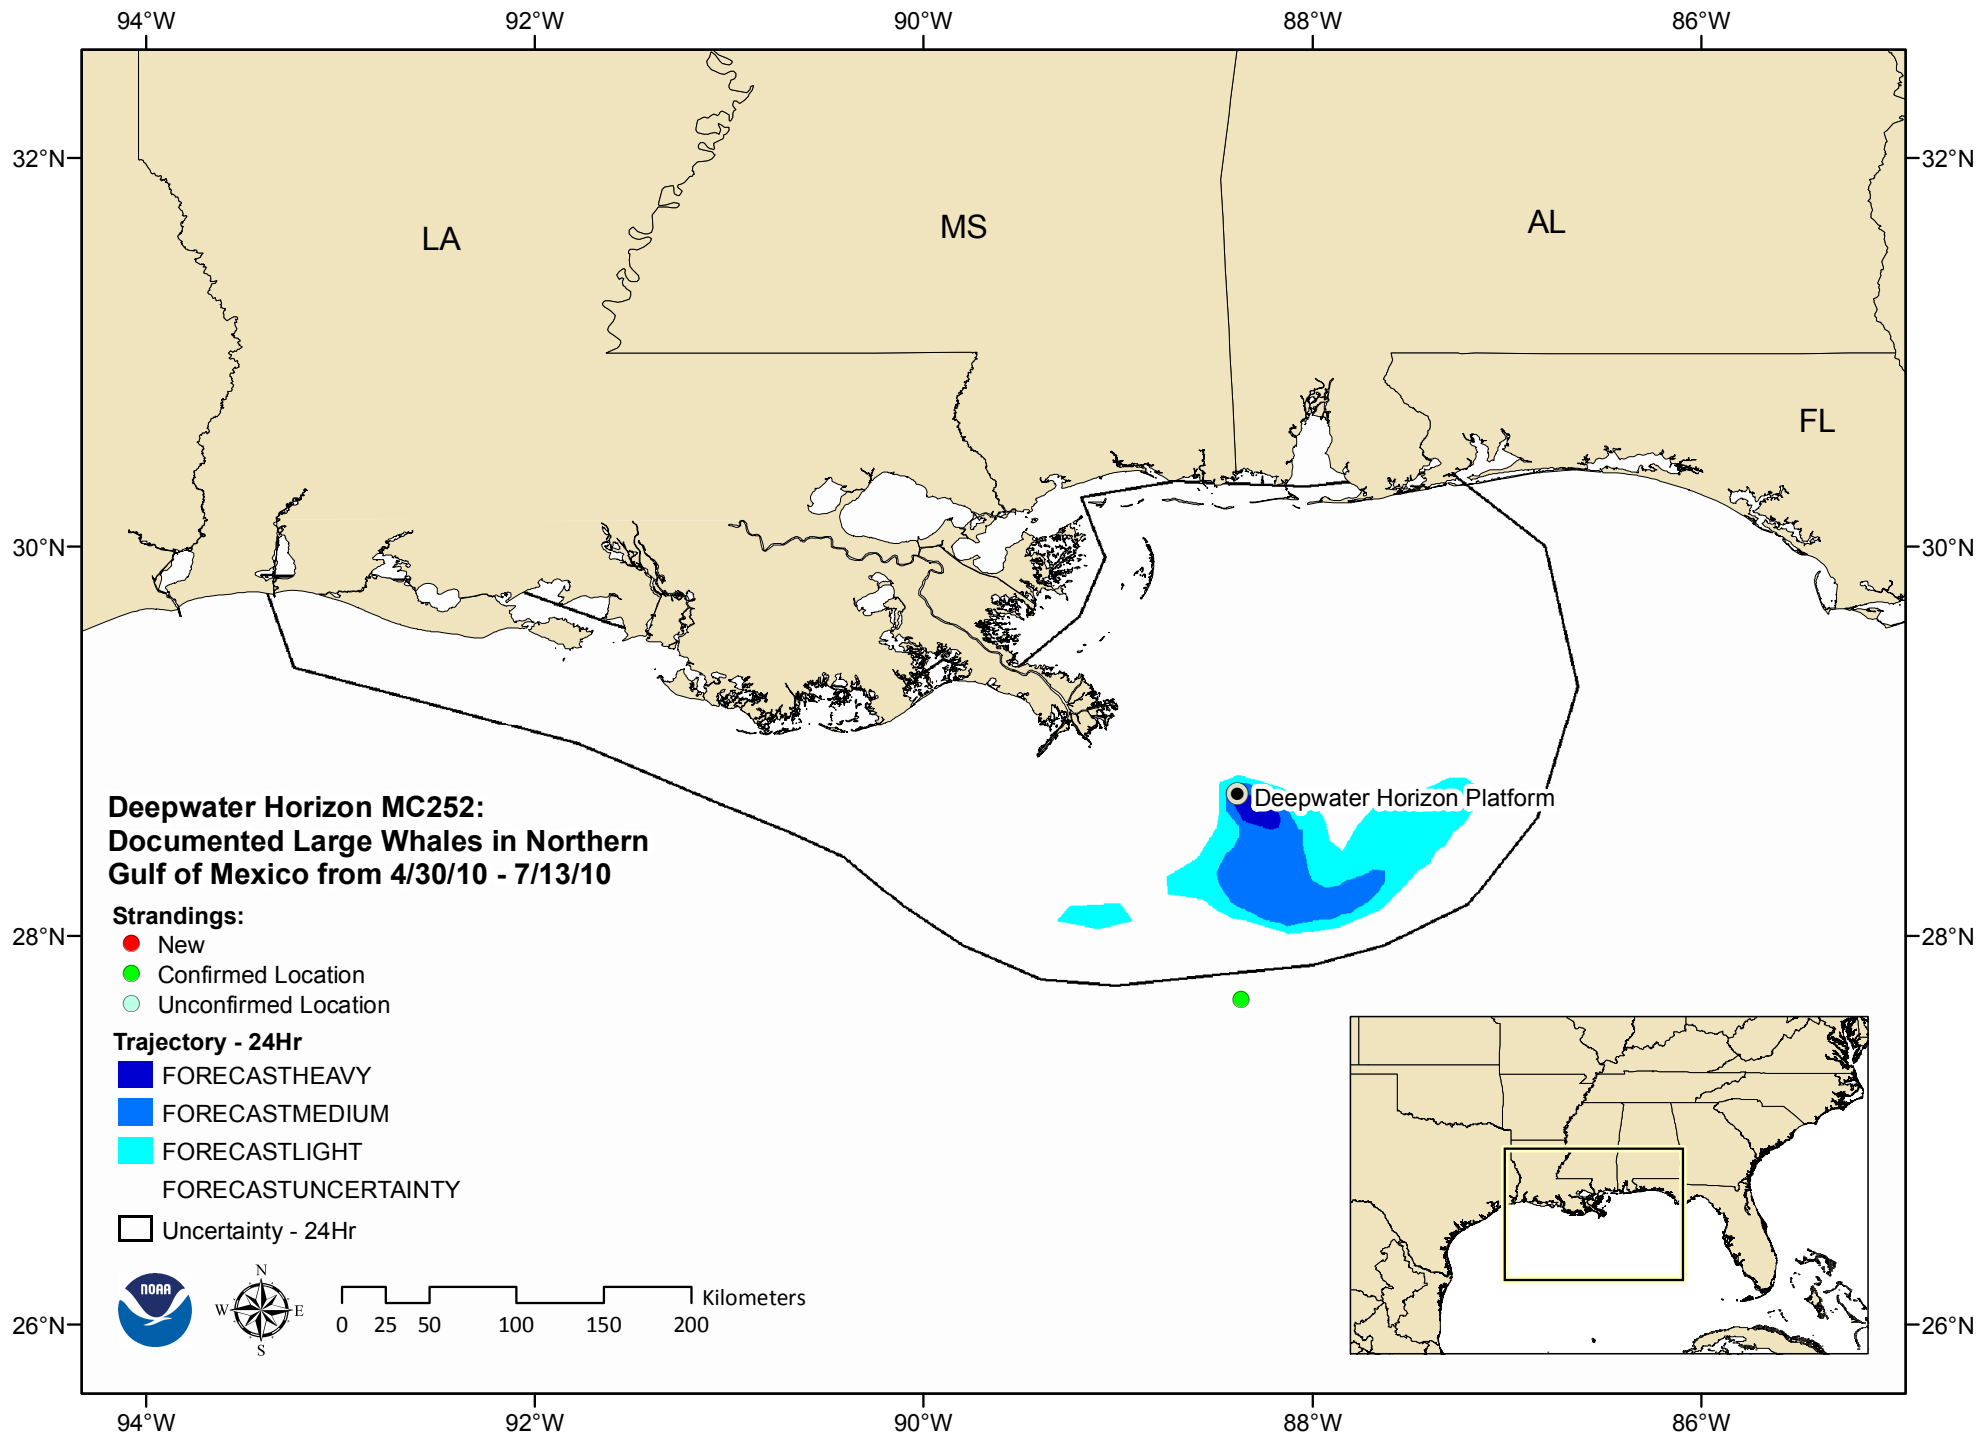 94°W 92°W 90°W 88°W 86°W
32°N 32°N
LA MS AL
FL
30°N 30°N
Deepwater Horizon Platform
Deepwater Horizon MC252:
Documented Large Whales in Northern
Gulf of Mexico from 4/30/10 - 7/13/10
Strandings:
New
Confirmed Location
Unconfirmed Location
28°N 28°N
Trajectory - 24Hr
FORECASTHEAVY
FORECASTMEDIUM
FORECASTLIGHT
FORECASTUNCERTAINTY
Uncertainty - 24Hr
NOAA
N
W E
S
Kilometers
0 25 50 100 150 200
26°N 26°N
94°W 92°W 90°W 88°W 86°W